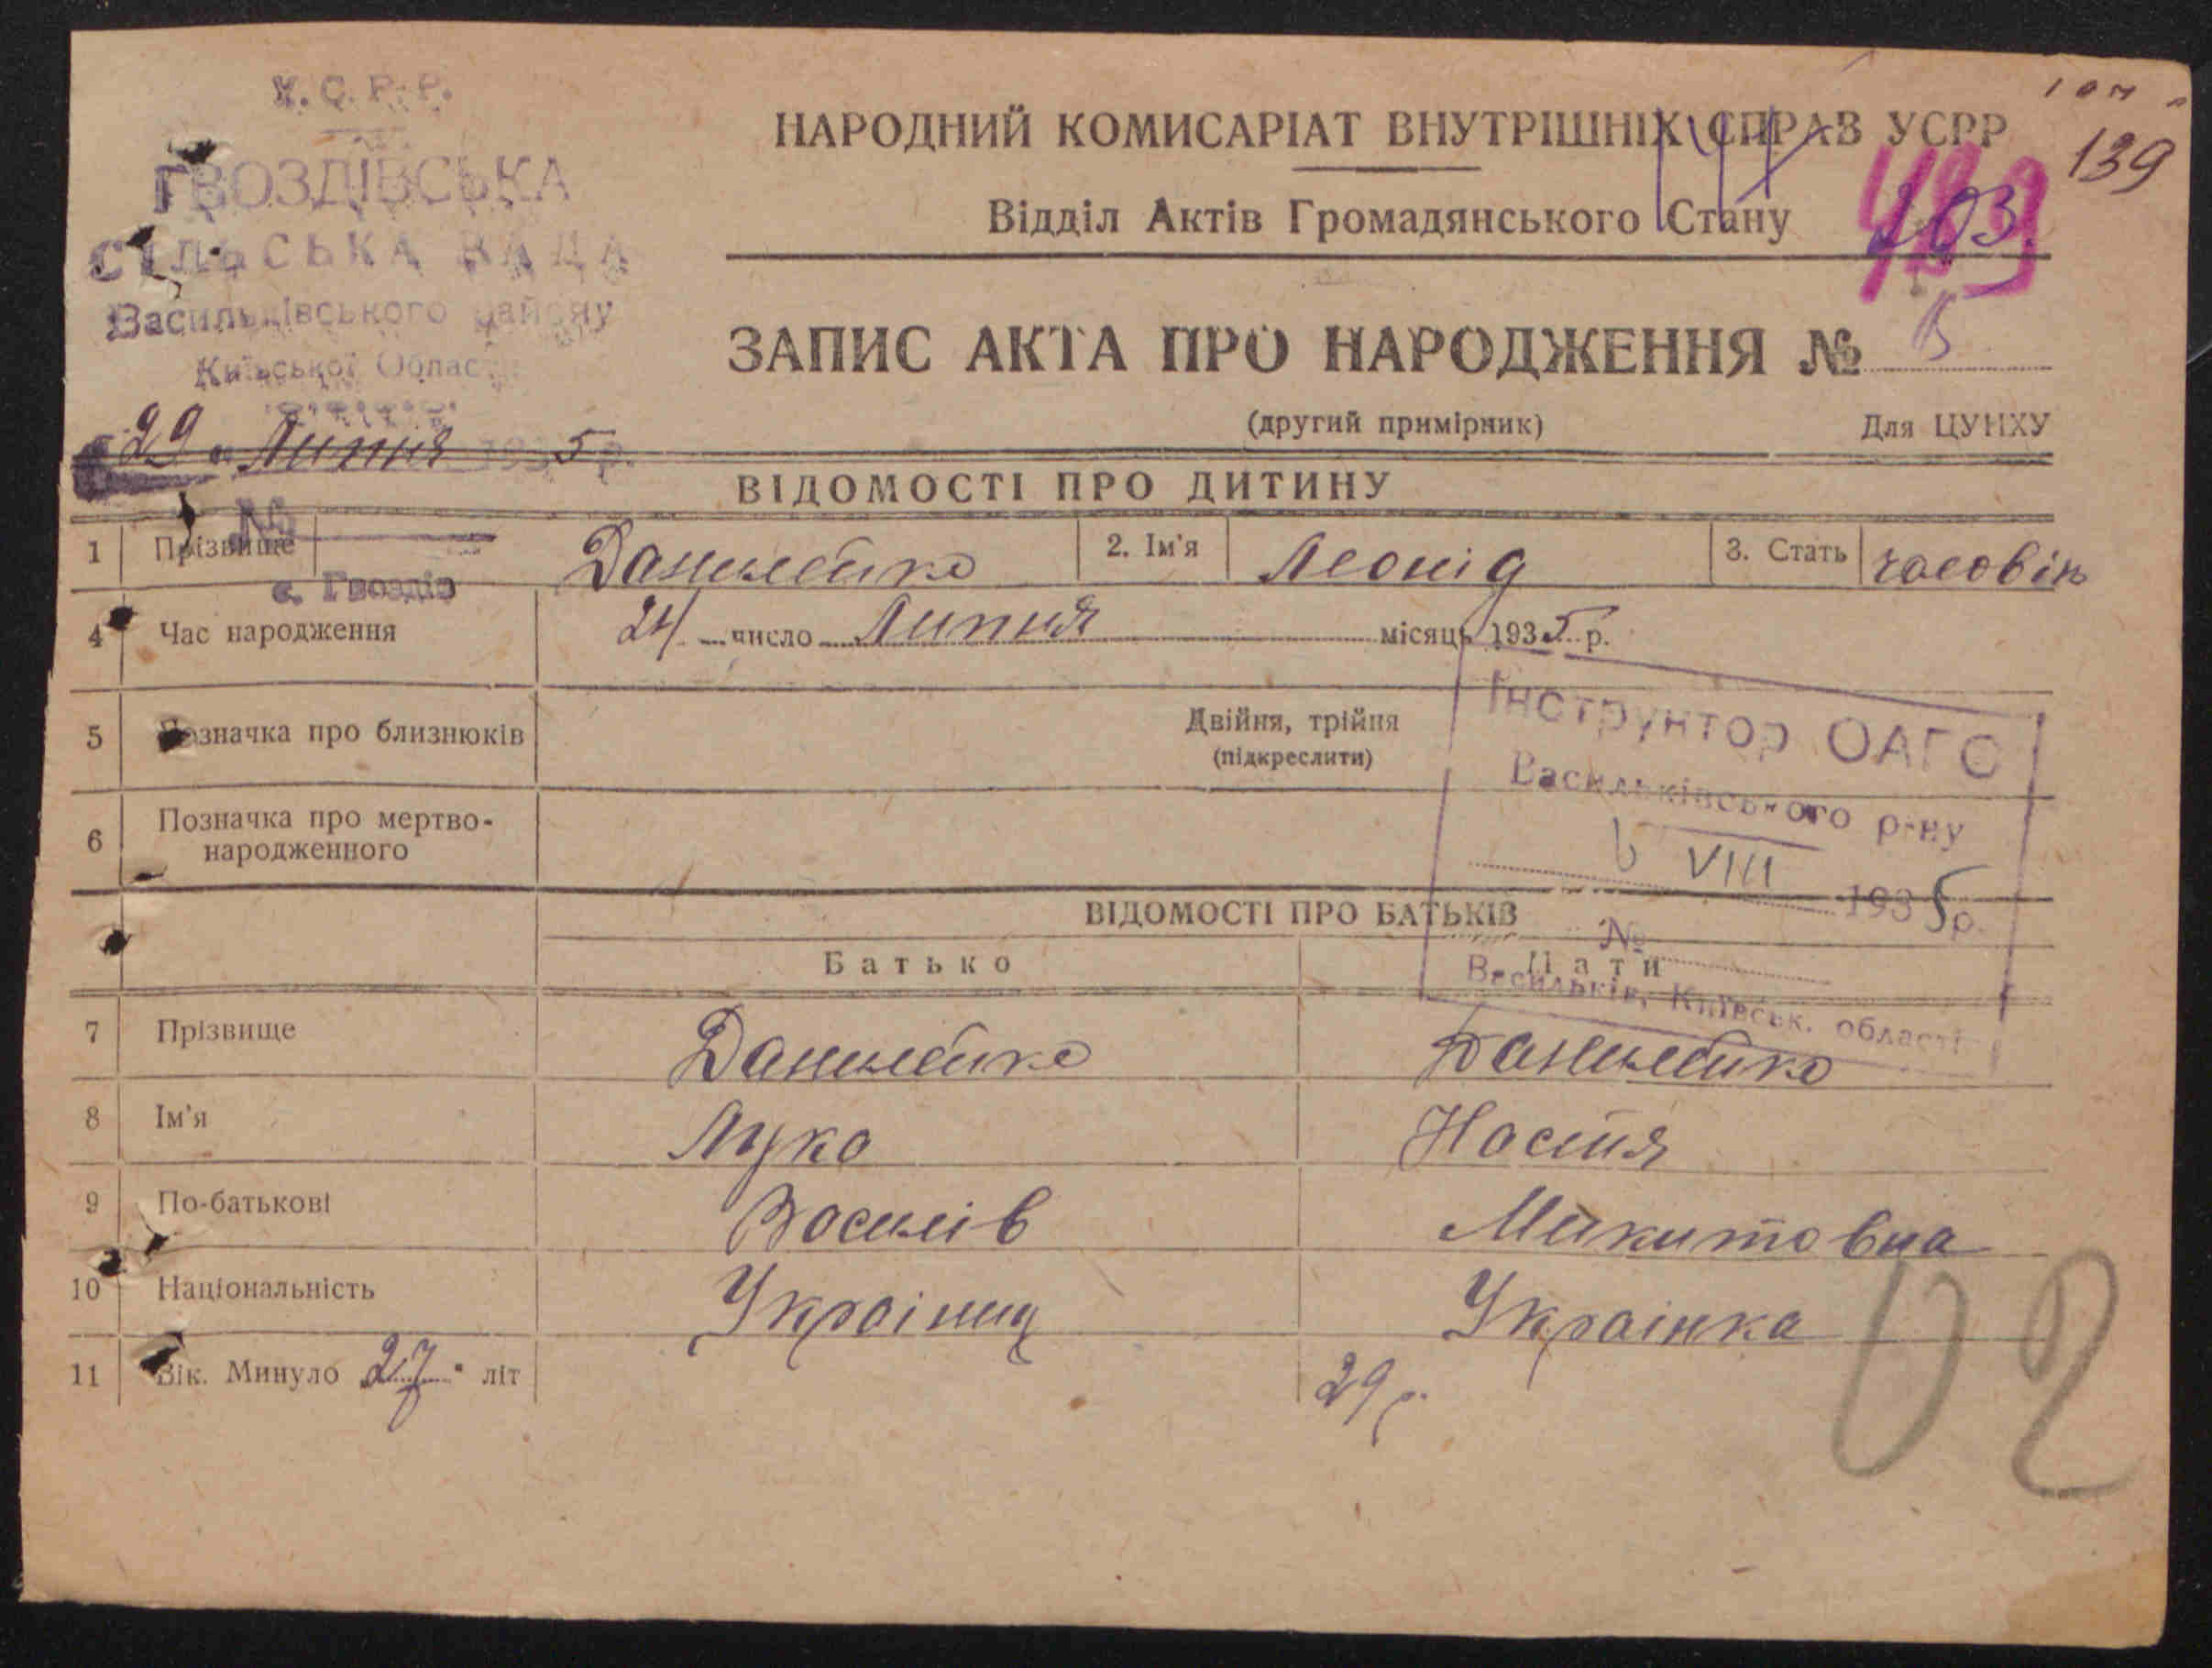 У.С.Р.Р.
ГВОЗДІВСЬКА
СІЛЬСЬКА РАДА
Васильківського району
Київської Області
29 Липня 1935 р.
№
с. Гвоздів
НАРОДНИЙ КОМИСАРІАТ ВНУТРІШНІХ СПРАВ УСРР
139
Відділ Актів Громадянського Стану
ЗАПИС АКТА ПРО НАРОДЖЕННЯ №
(другий примірник) Для ЦУНХУ
ВІДОМОСТІ ПРО ДИТИНУ
1 Прізвище Данилейко 2. Ім'я Леонід 3. Стать чоловік
4 Час народження 24 число Липня місяць 1935 р.
5 Позначка про близнюків Двійня, трійня
(підкреслити)
6 Позначка про мертво-
народженного
Інструктор ОАГС
Васильківського р-ну
VIII 1935 р.
№
Васильків, Київськ. області
ВІДОМОСТІ ПРО БАТЬКІВ
Батько Мати
7 Прізвище Данилейко Данилейко
8 Ім'я Лука Настя
9 По-батькові Василів Микитовна
10 Національність Украінец Украінка
11 Вік. Минуло 27 літ 29 р.
02